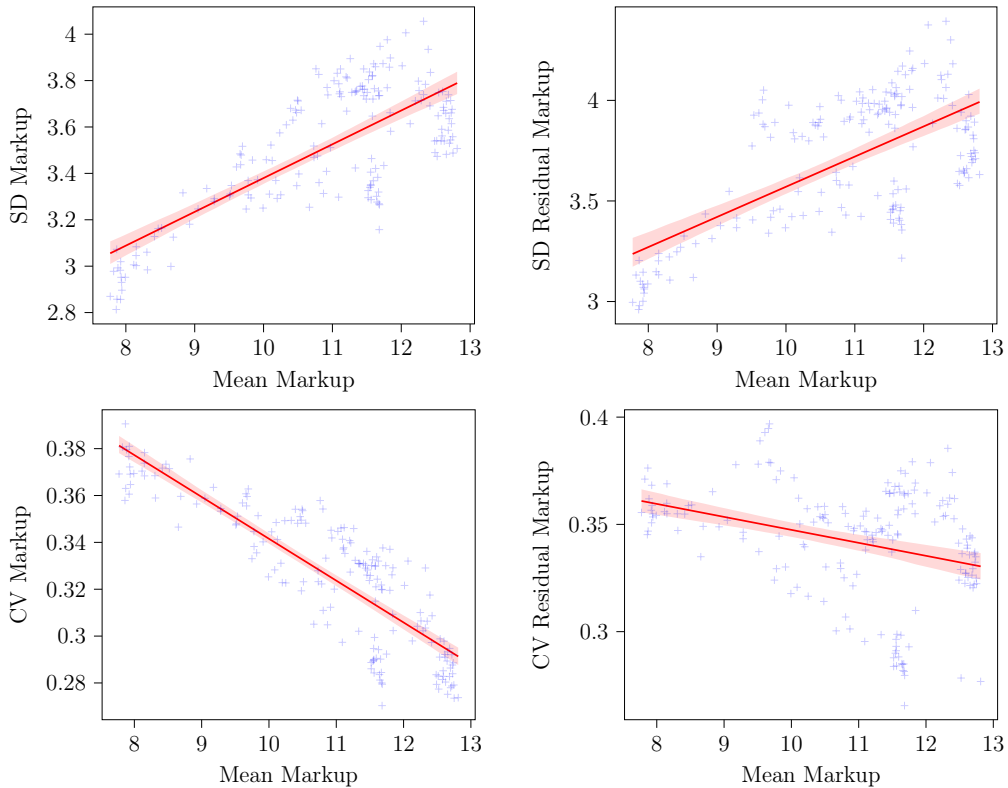 4
3.8
3.6
3.4
3.2
3
2.8
SD Markup
8 9 10 11 12 13
Mean Markup
4
3.5
3
SD Residual Markup
8 9 10 11 12 13
Mean Markup
0.38
0.36
0.34
0.32
0.3
0.28
CV Markup
8 9 10 11 12 13
Mean Markup
0.4
0.35
0.3
CV Residual Markup
8 9 10 11 12 13
Mean Markup